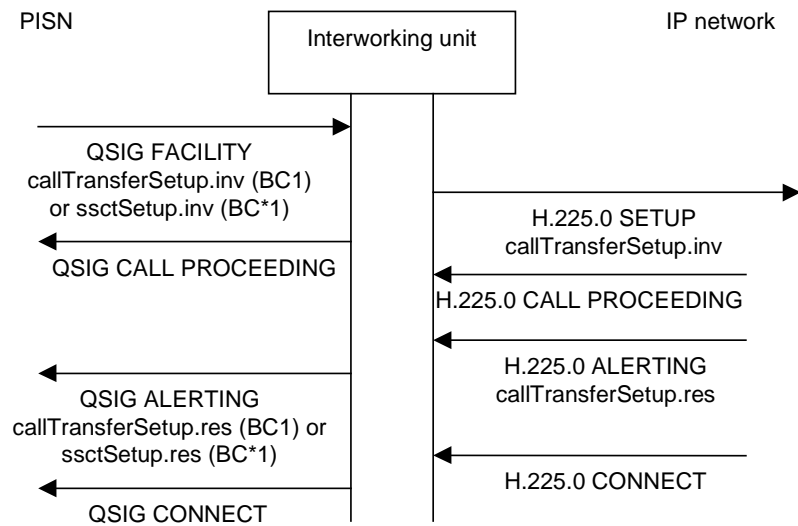 PISN
Interworking unit
IP network
QSIG FACILITY
callTransferSetup.inv (BC1)
or ssctSetup.inv (BC*1)
H.225.0 SETUP
callTransferSetup.inv
QSIG CALL PROCEEDING
H.225.0 CALL PROCEEDING
H.225.0 ALERTING
callTransferSetup.res
QSIG ALERTING
callTransferSetup.res (BC1) or
ssctSetup.res (BC*1)
H.225.0 CONNECT
QSIG CONNECT